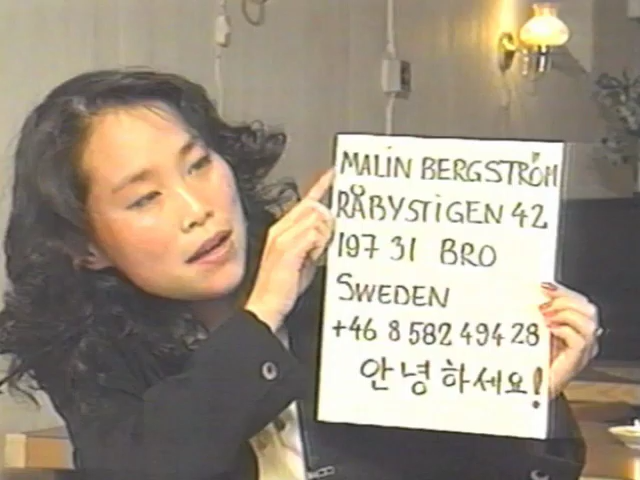 MALIN BERGSTRÖM
RÅBYSTIGEN 42
197 31 BRO
SWEDEN
+46 8 582 494 28
안녕하세요!